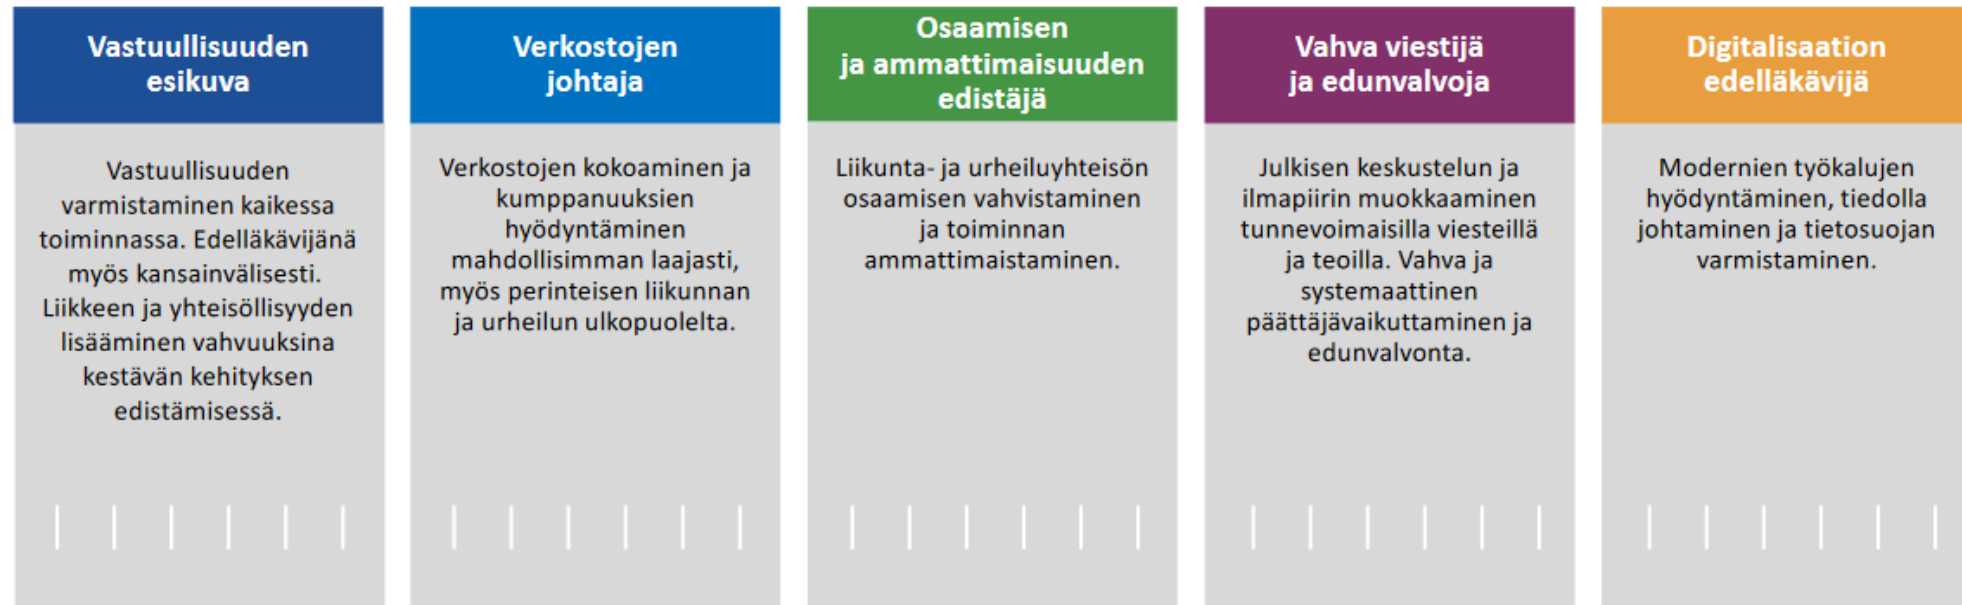 Vastuullisuuden
esikuva
Vastuullisuuden
varmistaminen kaikessa
toiminnassa. Edelläkävijänä
myös kansainvälisesti.
Liikkeen ja yhteisöllisyyden
lisääminen vahvuuksina
kestävän kehityksen
edistämisessä.
Verkostojen
johtaja
Verkostojen kokoaminen ja
kumppanuuksien
hyödyntäminen
mahdollisimman laajasti,
myös perinteisen liikunnan
ja urheilun ulkopuolelta.
Osaamisen
ja ammattimaisuuden
edistäjä
Liikunta- ja urheiluyhteisön
osaamisen vahvistaminen
ja toiminnan
ammattimaistaminen.
Vahva viestijä
ja edunvalvoja
Julkisen keskustelun ja
ilmapiirin muokkaaminen
tunnevoimaisilla viesteillä
ja teoilla. Vahva ja
systemaattinen
päättäjävaikuttaminen ja
edunvalvonta.
Digitalisaation
edelläkävijä
Modernien työkalujen
hyödyntäminen, tiedolla
johtaminen ja tietosuojan
varmistaminen.